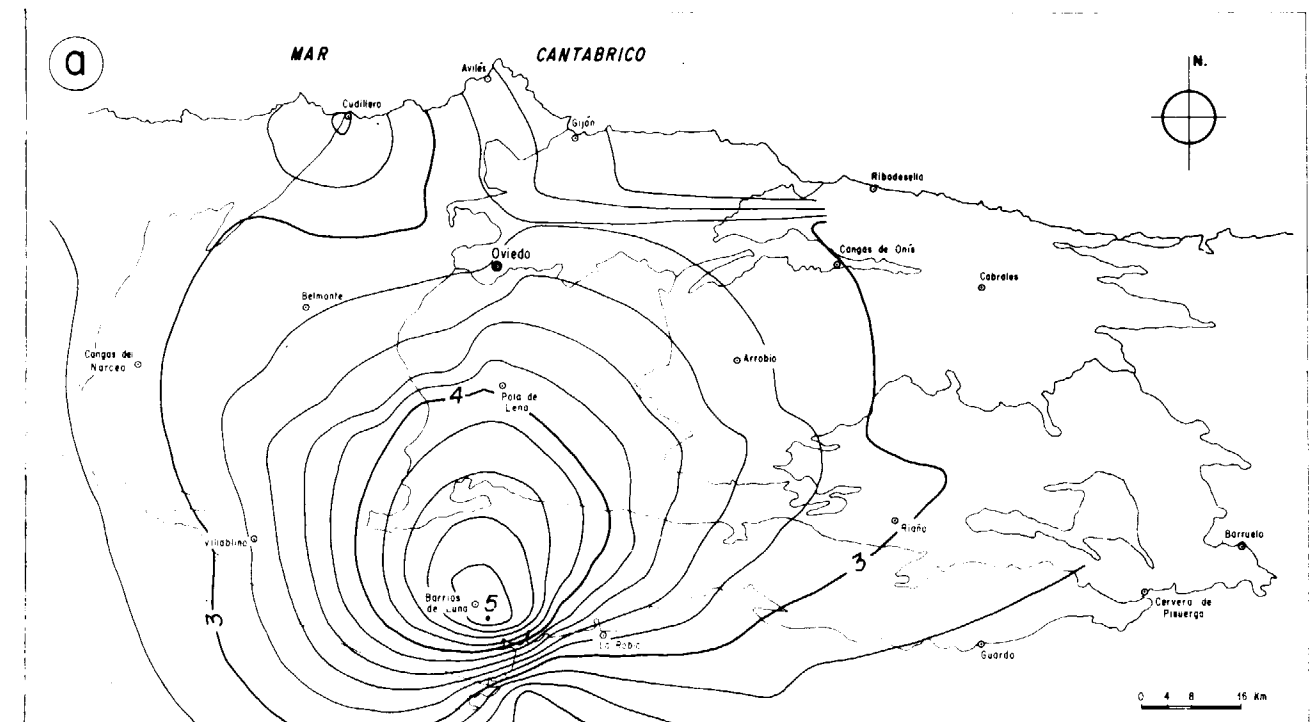 a
MAR CANTABRICO
N.
Avilés
Cudillero
Gijón
Ribadesella
Oviedo
Cangas de Onís
Cabrales
Belmonte
Cangas del
Narcea
Arrobio
4
Pola de
Lena
Villablino
Riaño
Barruelo
3
Barrios
de Luna
5
3
La Robla
Cervera de
Pisuerga
Guardo
0 4 8 16 Km